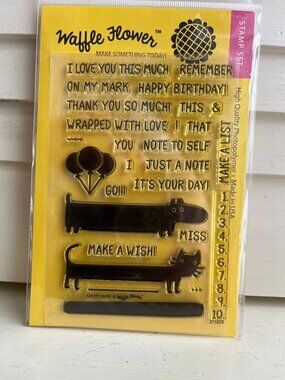 Waffle Flower™
MAKE SOMETHING TODAY!
STAMP SET
I LOVE YOU THIS MUCH! REMEMBER
ON MY MARK HAPPY BIRTHDAY!
THANK YOU SO MUCH! THIS &
WRAPPED WITH LOVE ! THAT
YOU NOTE TO SELF
I JUST A NOTE
GO!!! IT'S YOUR DAY!
MISS
MAKE A WISH!
...
271026
MAKE A LIST
1.
2.
3.
4.
5.
6.
7.
8.
9.
10.
High Quality Photopolymer • Made in USA